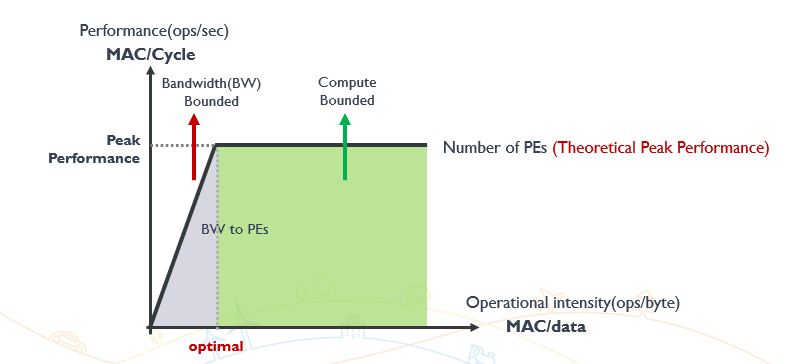 Performance(ops/sec)
MAC/Cycle
Bandwidth(BW)
Bounded
Compute
Bounded
Peak
Performance
Number of PEs (Theoretical Peak Performance)
BW to PEs
Operational intensity(ops/byte)
MAC/data
optimal